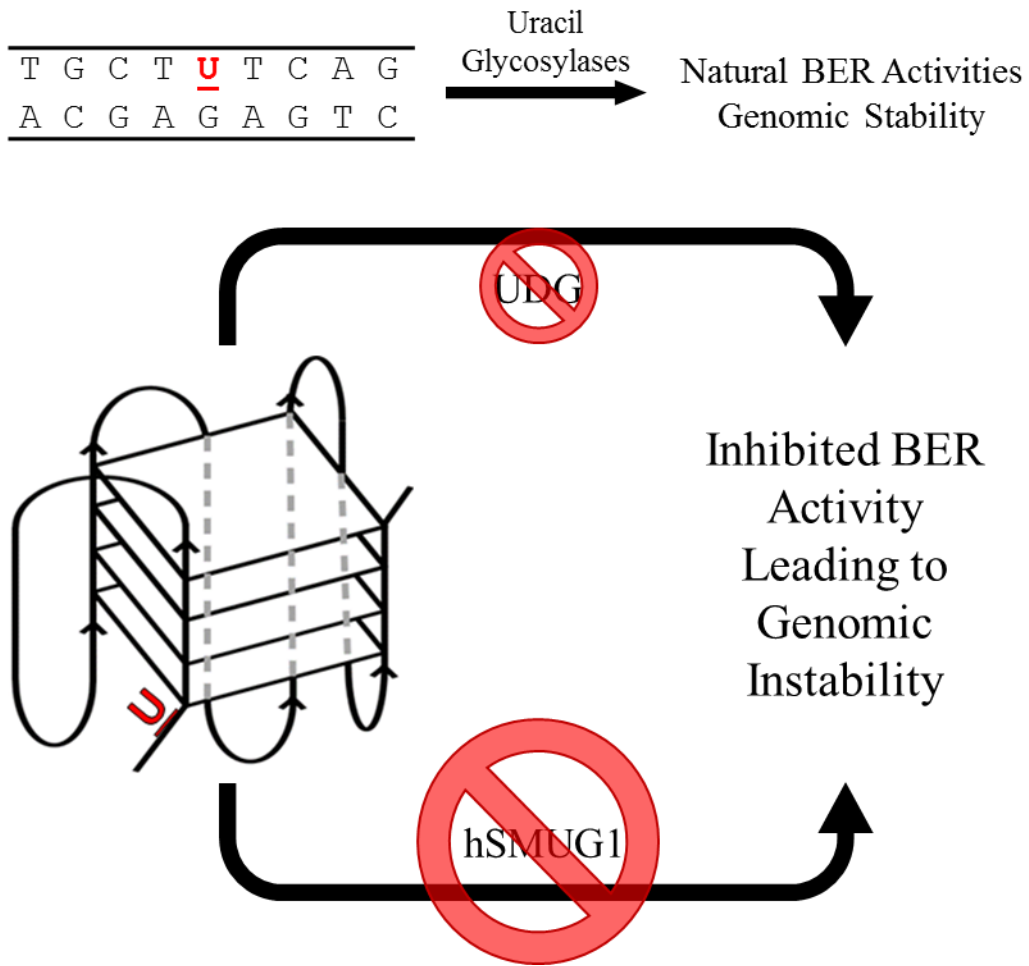 Uracil
Glycosylases
T G C T U T C A G
A C G A G A G T C
Natural BER Activities
Genomic Stability
UDG
U
Inhibited BER
Activity
Leading to
Genomic
Instability
hSMUG1